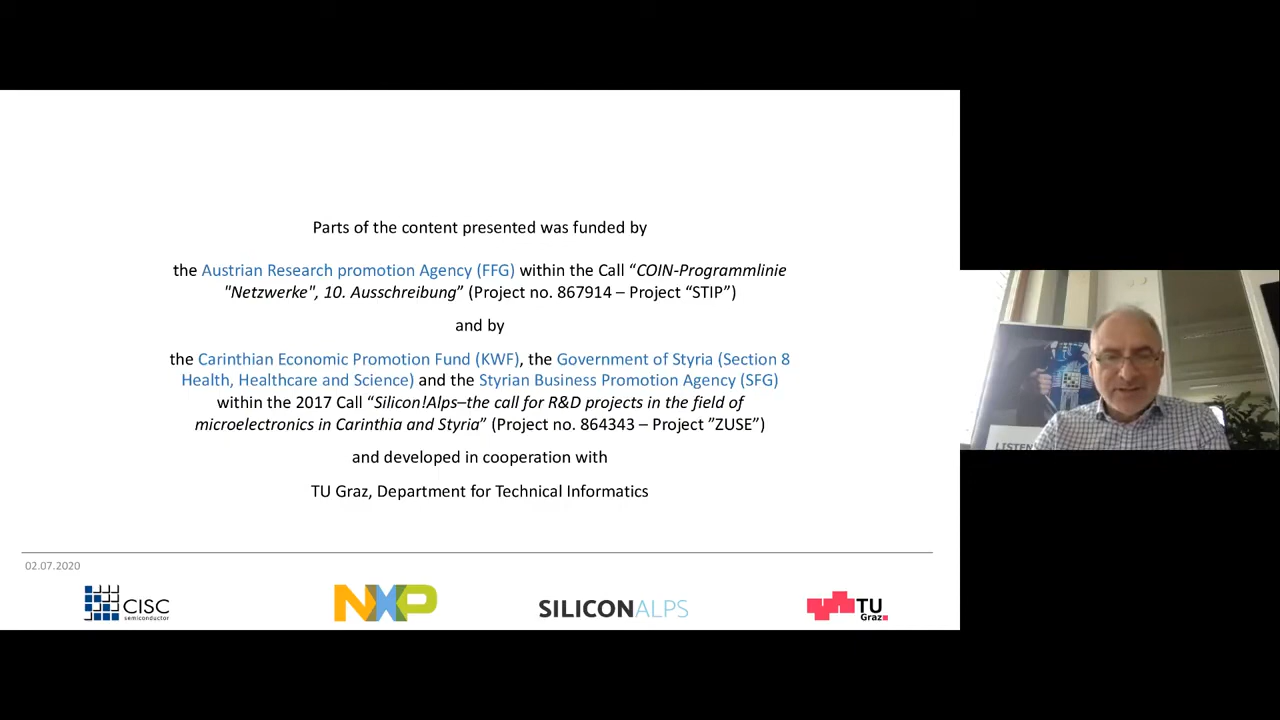 Parts of the content presented was funded by
the Austrian Research promotion Agency (FFG) within the Call “COIN-Programmlinie
"Netzwerke", 10. Ausschreibung” (Project no. 867914 – Project “STIP”)
and by
the Carinthian Economic Promotion Fund (KWF), the Government of Styria (Section 8
Health, Healthcare and Science) and the Styrian Business Promotion Agency (SFG)
within the 2017 Call “Silicon!Alps–the call for R&D projects in the field of
microelectronics in Carinthia and Styria” (Project no. 864343 – Project ”ZUSE”)
and developed in cooperation with
TU Graz, Department for Technical Informatics
02.07.2020
CISC
semiconductor
NXP
SILICONALPS
TU
Graz
LISTEN